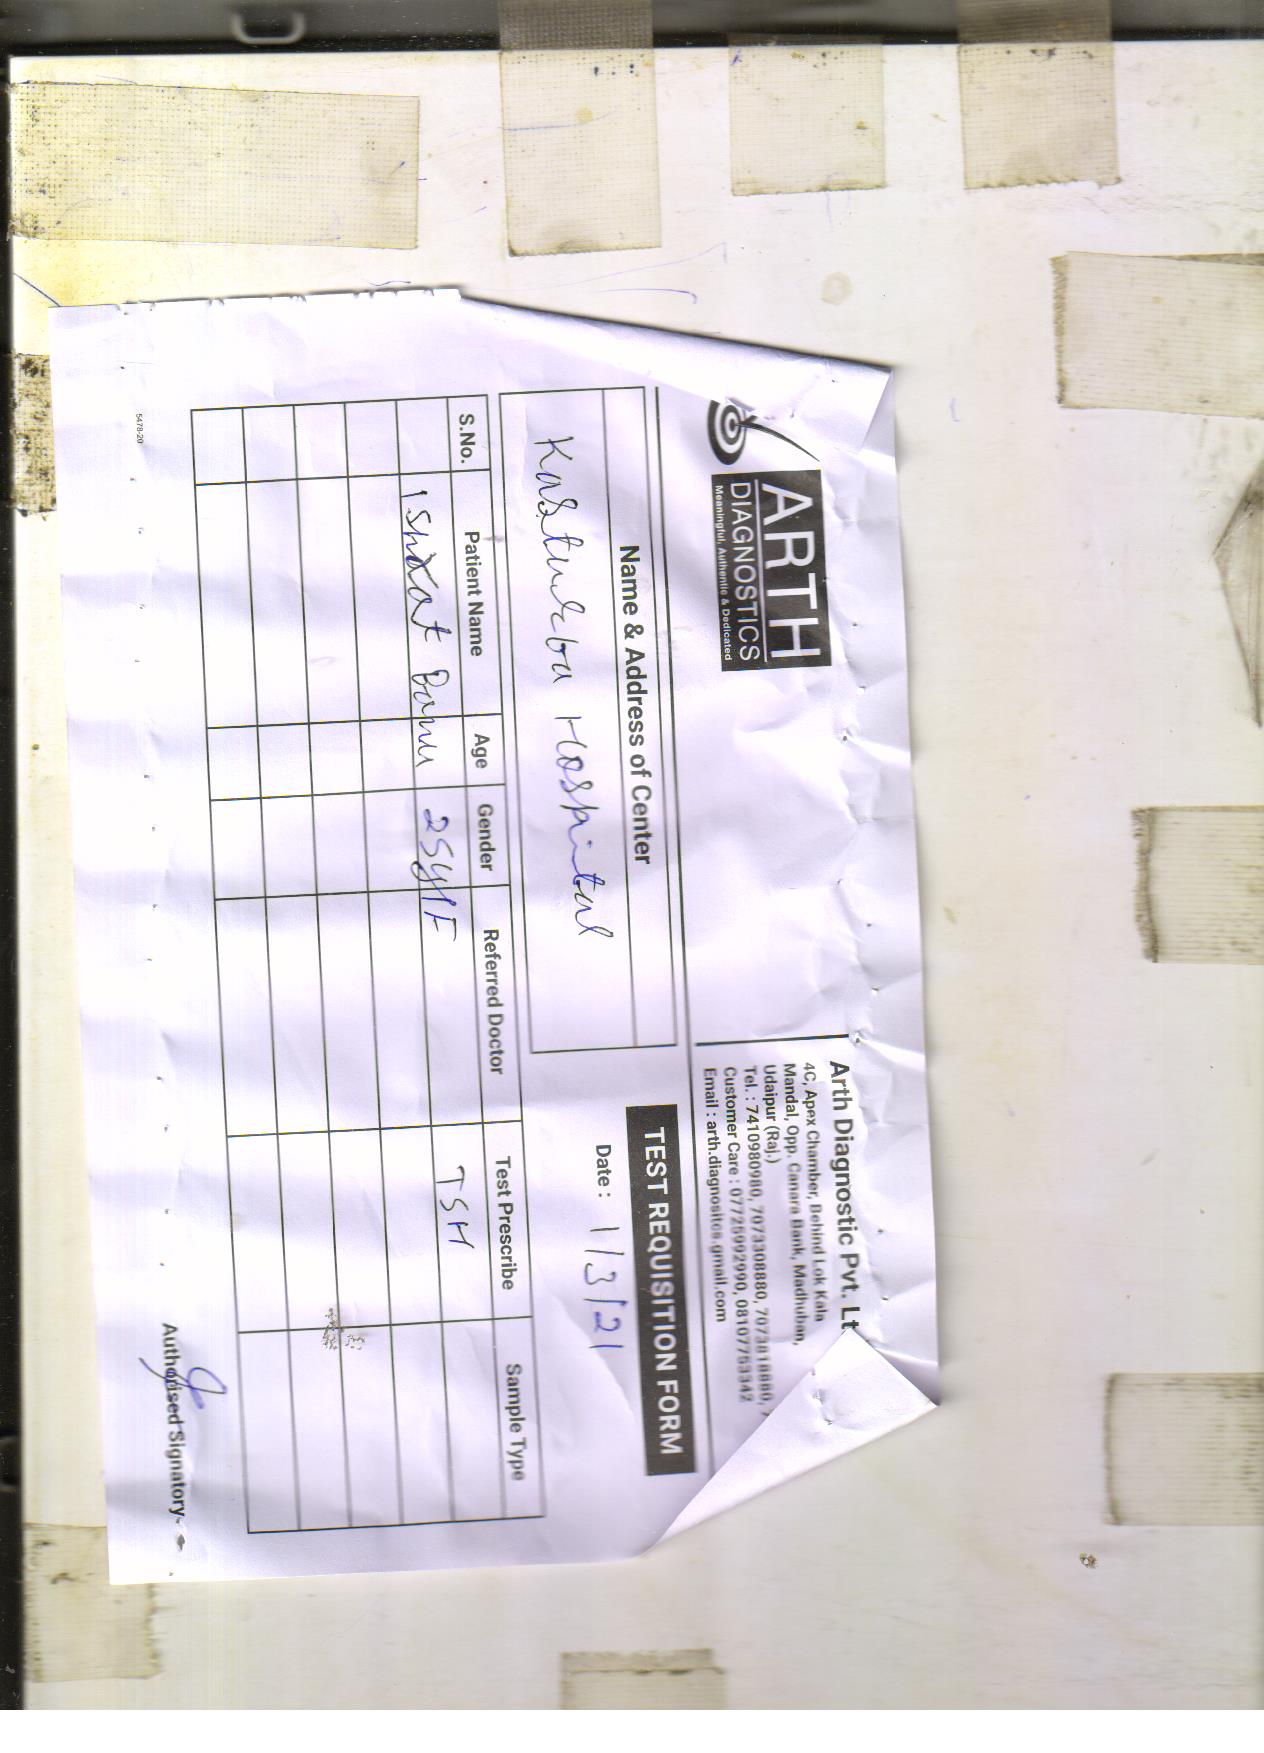 ARTH
DIAGNOSTICS
Meaningful, Authentic & Dedicated
Arth Diagnostic Pvt. Lt
4C, Apex Chamber, Behind Lok Kala
Mandal, Opp. Canara Bank, Madhuban,
Udaipur (Raj.)
Tel. : 7410980980, 7073308880, 7073818880,
Customer Care : 07725992990, 08107753342
Email : arth.diagnositcs.gmail.com
Name & Address of Center
TEST REQUISITION FORM
Kasturba Hospital
Date : 1/3/21
S.No. Patient Name Age Gender Referred Doctor Test Prescribe Sample Type
Ishrat Banu 25y/F TSH
Authorised Signatory
5478-20